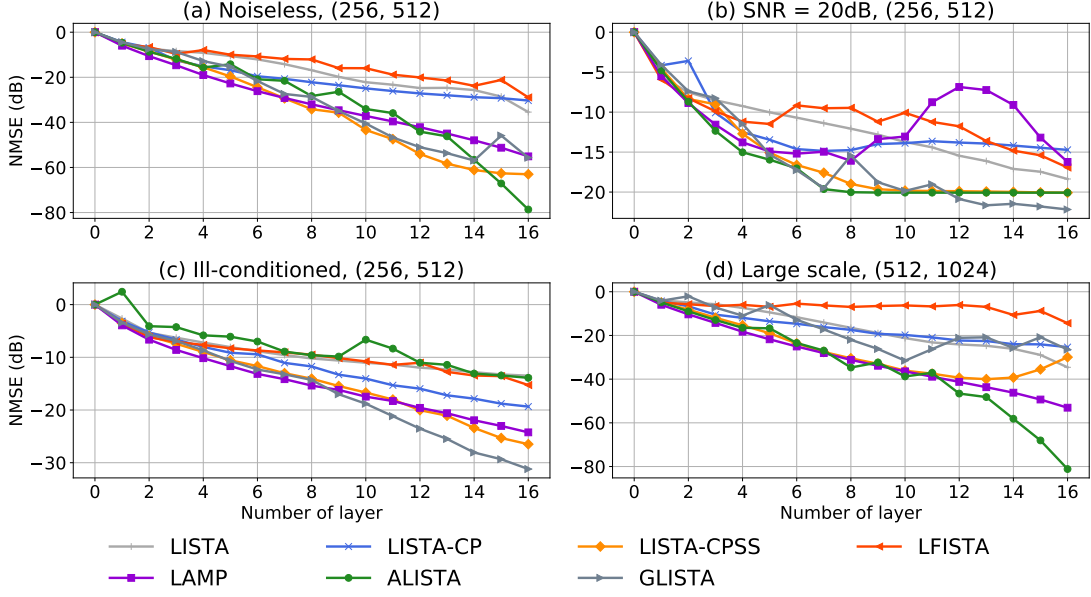 (a) Noiseless, (256, 512)
(b) SNR = 20dB, (256, 512)
NMSE (dB)
0
−20
−40
−60
−80
0 2 4 6 8 10 12 14 16
0
−5
−10
−15
−20
0 2 4 6 8 10 12 14 16
(c) Ill-conditioned, (256, 512)
(d) Large scale, (512, 1024)
NMSE (dB)
0
−10
−20
−30
0 2 4 6 8 10 12 14 16
Number of layer
0
−20
−40
−60
−80
0 2 4 6 8 10 12 14 16
Number of layer
LISTA LISTA-CP LISTA-CPSS LFISTA
LAMP ALISTA GLISTA